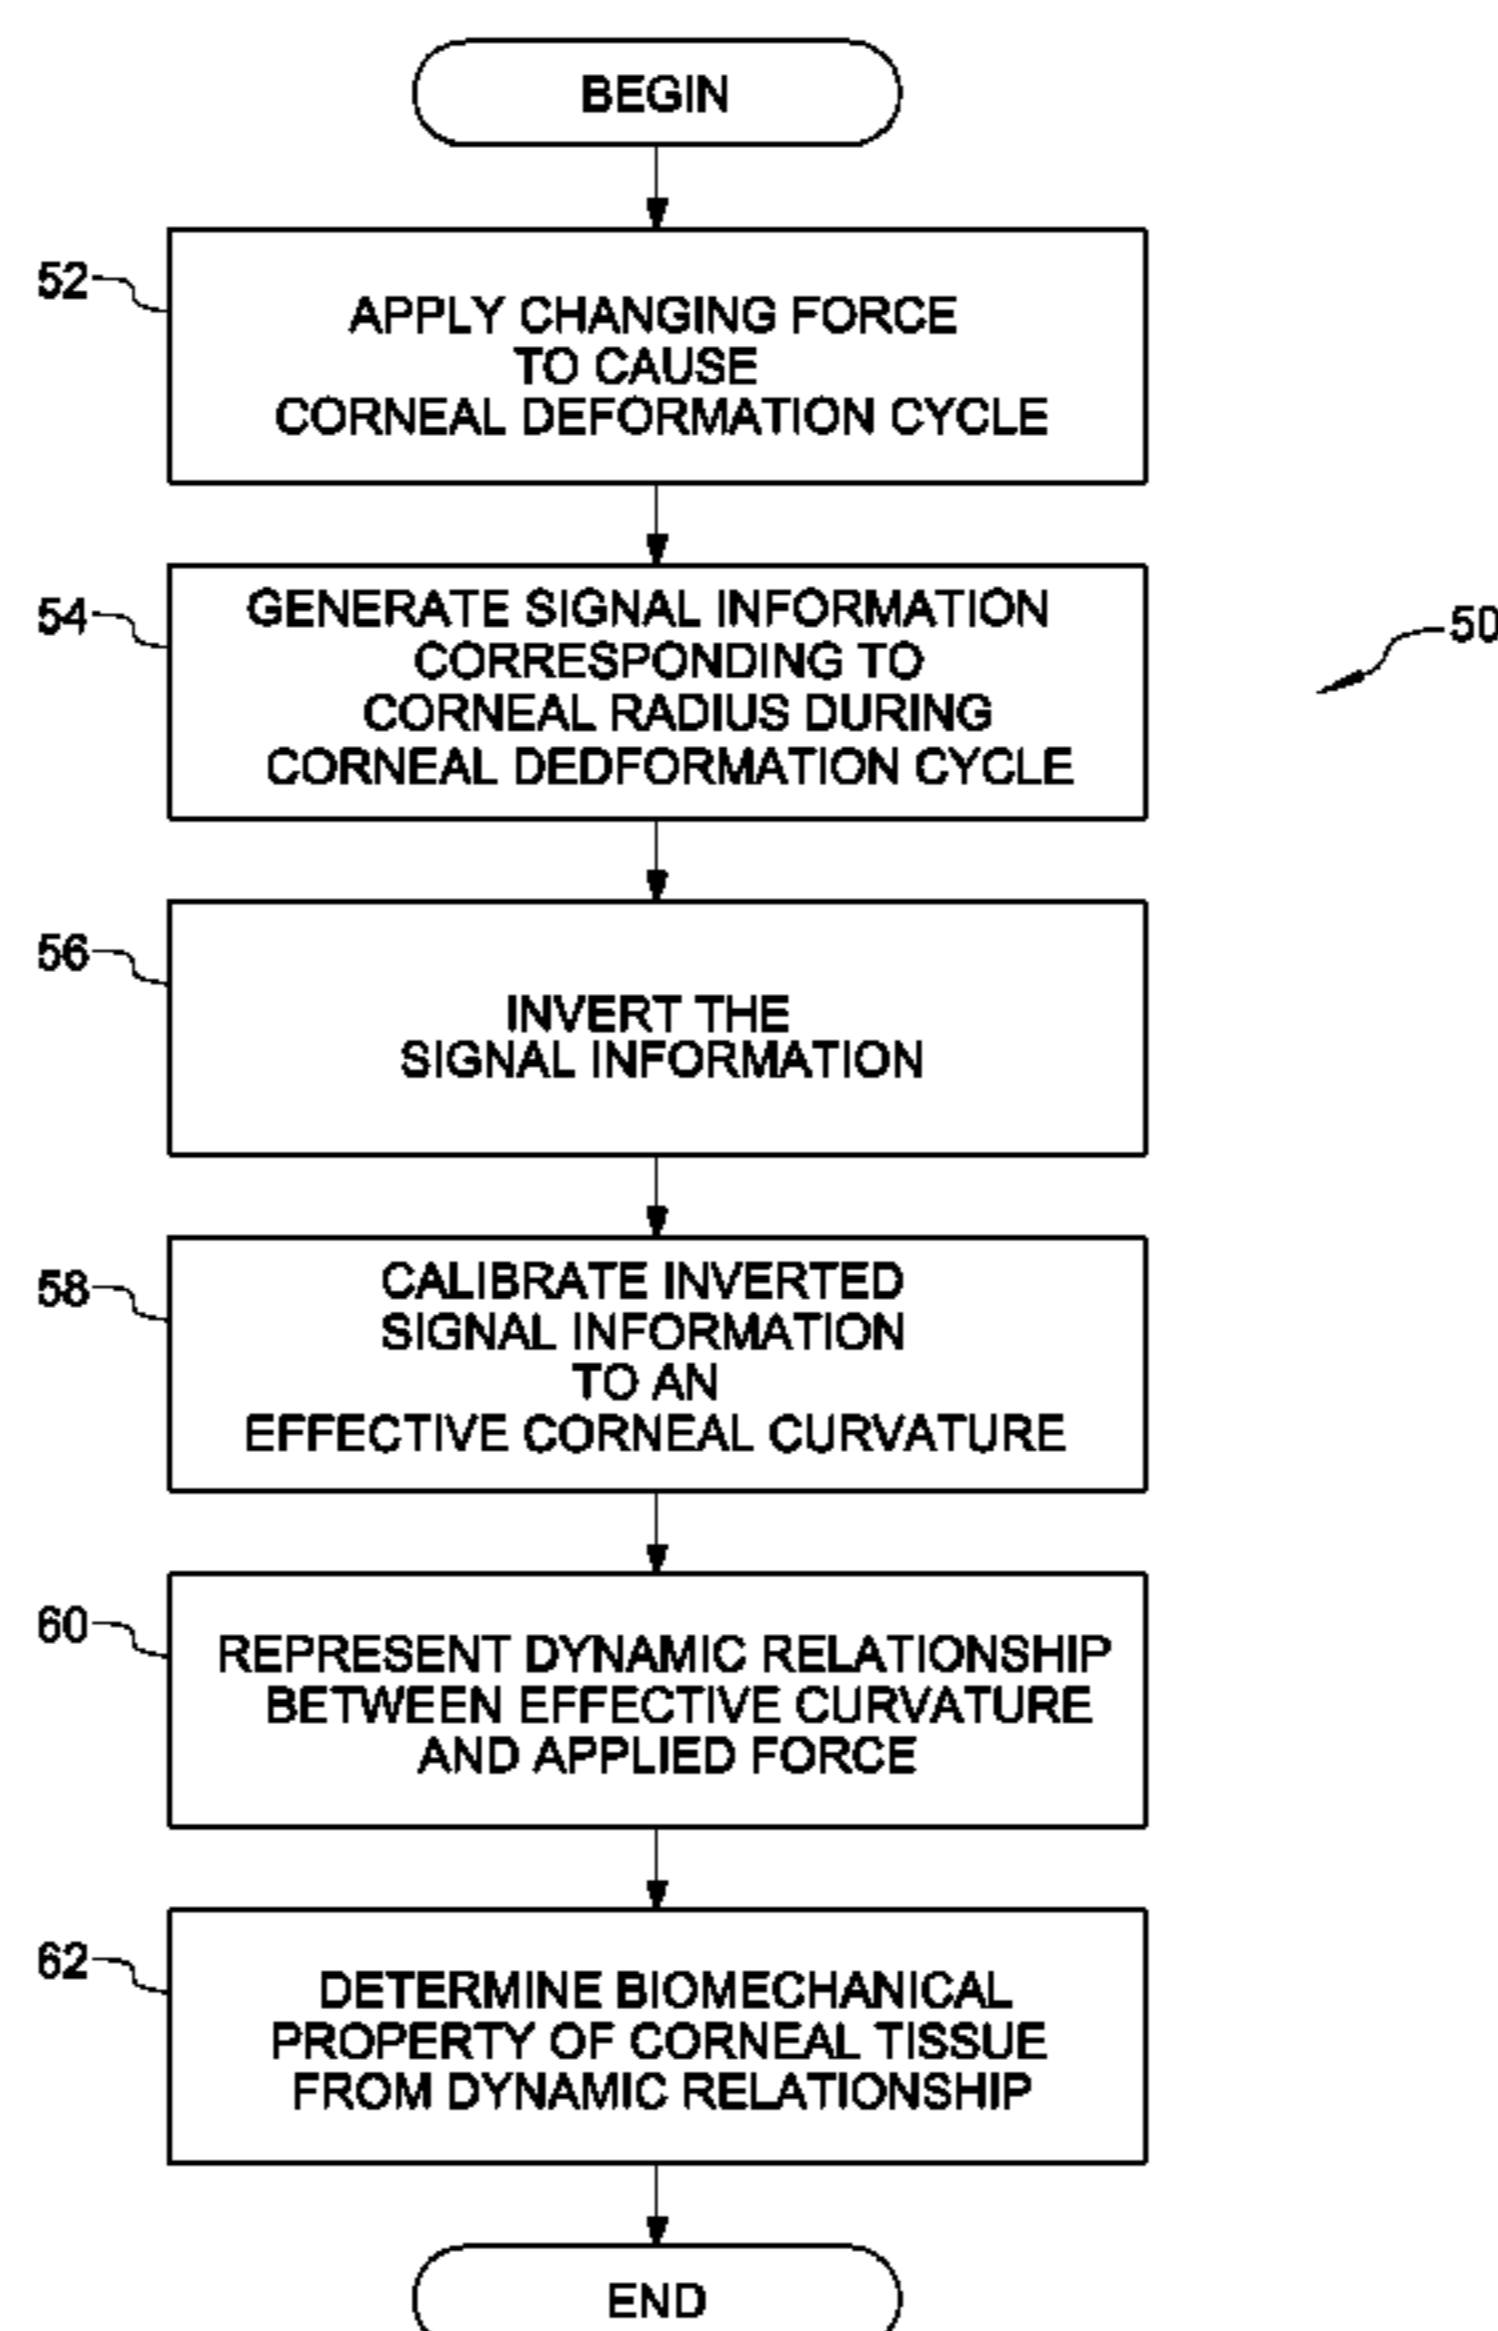 BEGIN
52
APPLY CHANGING FORCE
TO CAUSE
CORNEAL DEFORMATION CYCLE
54
GENERATE SIGNAL INFORMATION
CORRESPONDING TO
CORNEAL RADIUS DURING
CORNEAL DEDFORMATION CYCLE
50
56
INVERT THE
SIGNAL INFORMATION
58
CALIBRATE INVERTED
SIGNAL INFORMATION
TO AN
EFFECTIVE CORNEAL CURVATURE
60
REPRESENT DYNAMIC RELATIONSHIP
BETWEEN EFFECTIVE CURVATURE
AND APPLIED FORCE
62
DETERMINE BIOMECHANICAL
PROPERTY OF CORNEAL TISSUE
FROM DYNAMIC RELATIONSHIP
END